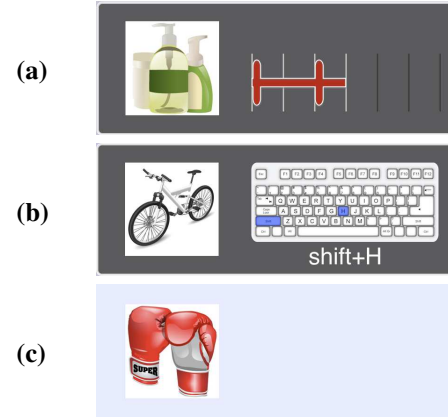 (a)
(b)
Q W E R T Y U I O P
A S D F G H J K L
Z X C V B N M
shift+H
(c)
SUPER